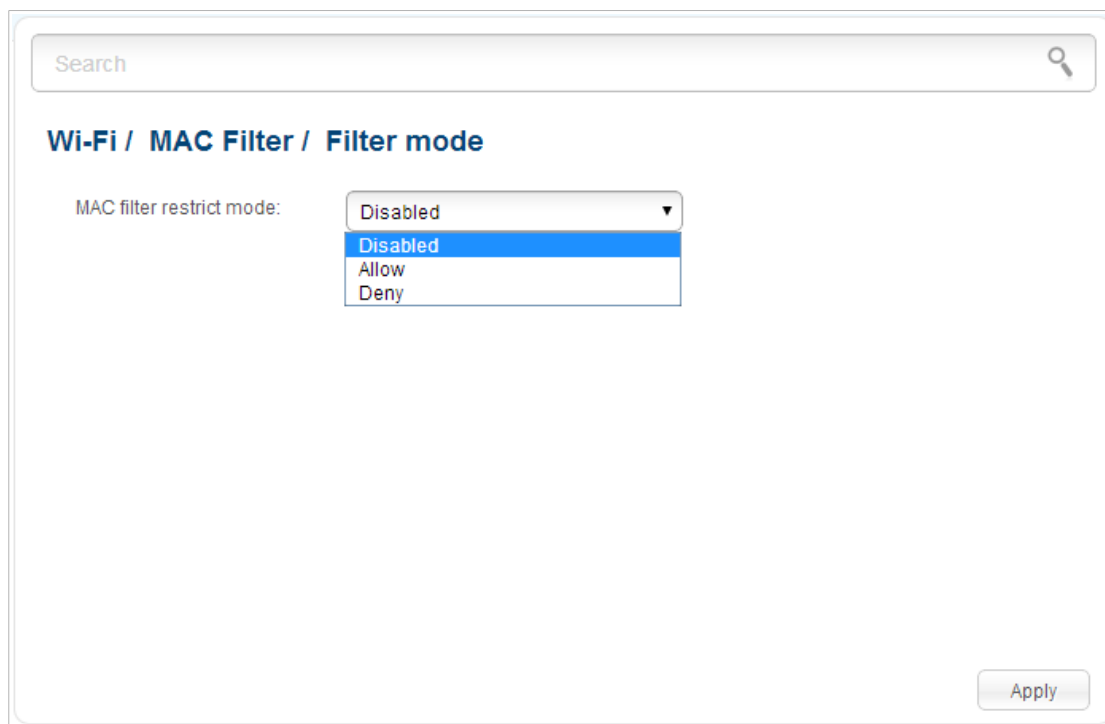 Search
Wi-Fi / MAC Filter / Filter mode
MAC filter restrict mode:
Disabled
Disabled
Allow
Deny
Apply